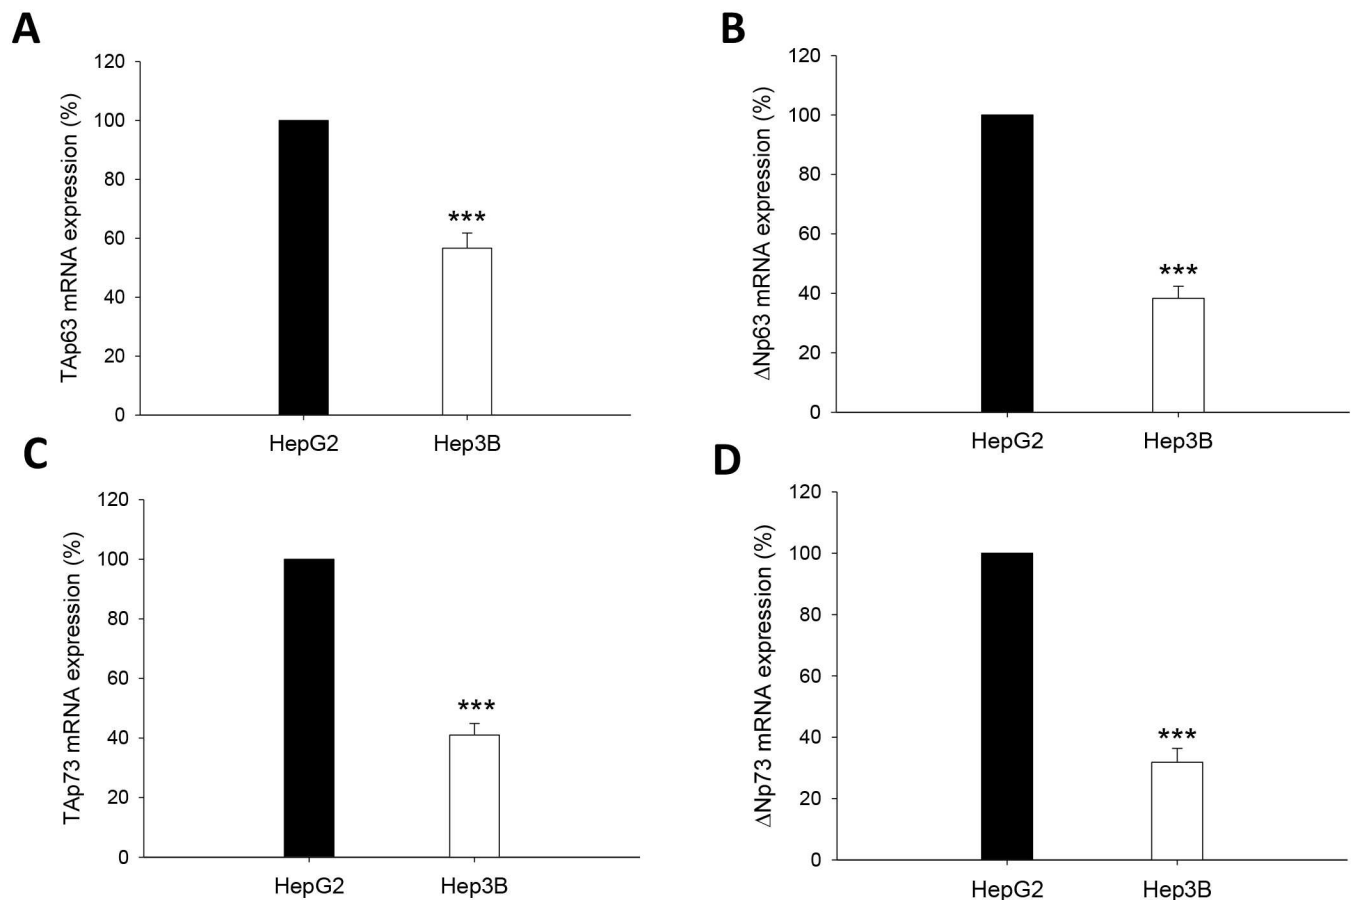 A
TAp63 mRNA expression (%)
120
100
80
60
40
20
0
***
HepG2
Hep3B
B
ΔNp63 mRNA expression (%)
120
100
80
60
40
20
0
***
HepG2
Hep3B
C
TAp73 mRNA expression (%)
120
100
80
60
40
20
0
***
HepG2
Hep3B
D
ΔNp73 mRNA expression (%)
120
100
80
60
40
20
0
***
HepG2
Hep3B